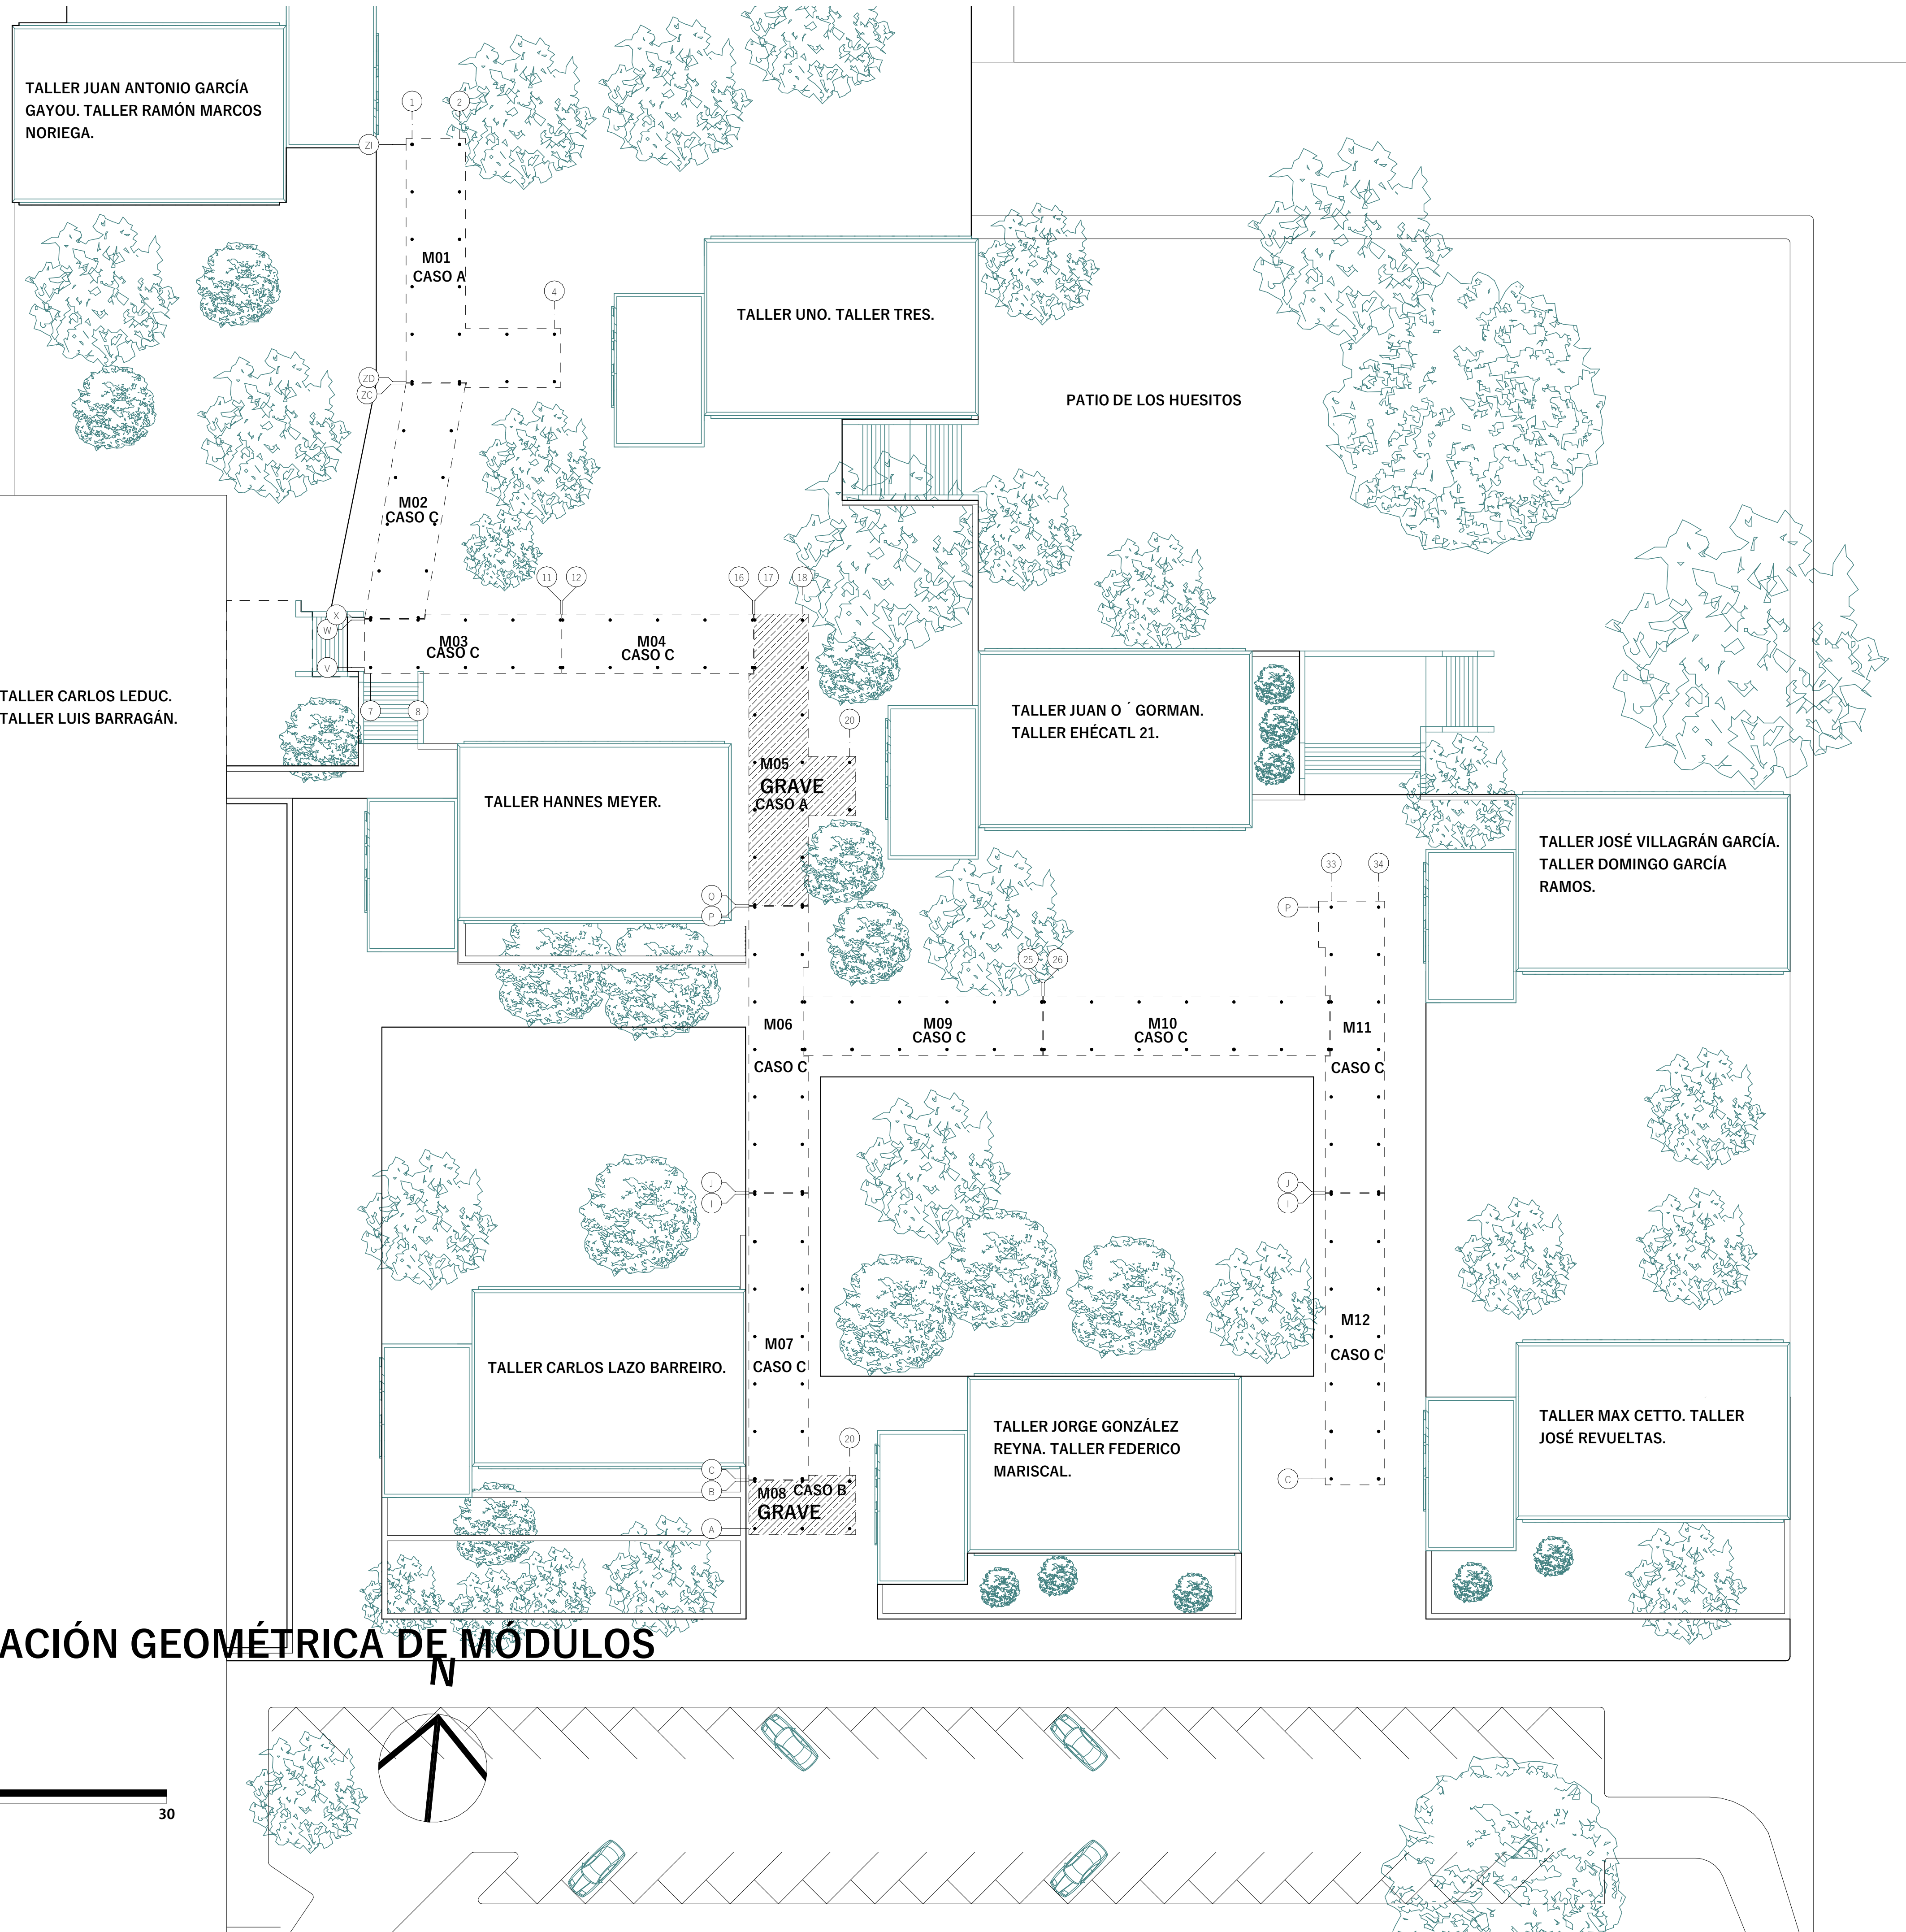 TALLER JUAN ANTONIO GARCÍA
GAYOU. TALLER RAMÓN MARCOS
NORIEGA.
1
2
ZI
M01
CASO A
4
TALLER UNO. TALLER TRES.
ZD
ZC
PATIO DE LOS HUESITOS
M02
CASO C
11
12
16
17
18
X
W
V
M03
CASO C
M04
CASO C
TALLER CARLOS LEDUC.
TALLER LUIS BARRAGÁN.
7
8
20
TALLER JUAN O ´ GORMAN.
TALLER EHÉCATL 21.
M05
GRAVE
CASO A
TALLER HANNES MEYER.
TALLER JOSÉ VILLAGRÁN GARCÍA.
TALLER DOMINGO GARCÍA
RAMOS.
33
34
Q
P
P
25
26
M06
CASO C
M09
CASO C
M10
CASO C
M11
CASO C
J
I
J
I
M07
CASO C
M12
CASO C
TALLER CARLOS LAZO BARREIRO.
TALLER JORGE GONZÁLEZ
REYNA. TALLER FEDERICO
MARISCAL.
TALLER MAX CETTO. TALLER
JOSÉ REVUELTAS.
20
C
B
A
C
M08 CASO B
GRAVE
ACIÓN GEOMÉTRICA DE MÓDULOS
N
30